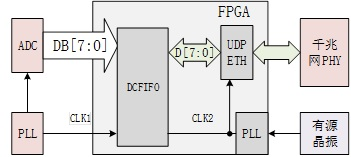 FPGA
ADC
DB[7:0]
D[7:0]
UDP
ETH
千兆
网PHY
DCFIFO
PLL
CLK1
CLK2
PLL
有源
晶振